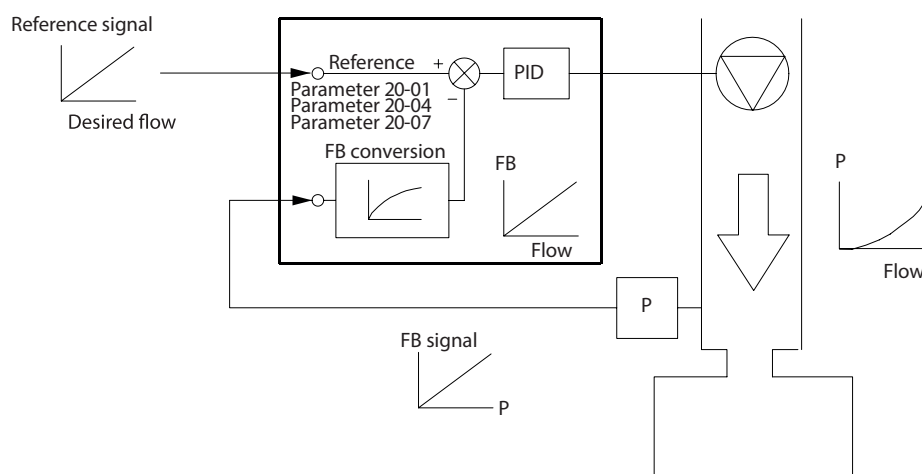 Reference signal
Desired flow
Reference
+
−
PID
Parameter 20-01
Parameter 20-04
Parameter 20-07
FB conversion
FB
Flow
P
Flow
P
FB signal
P